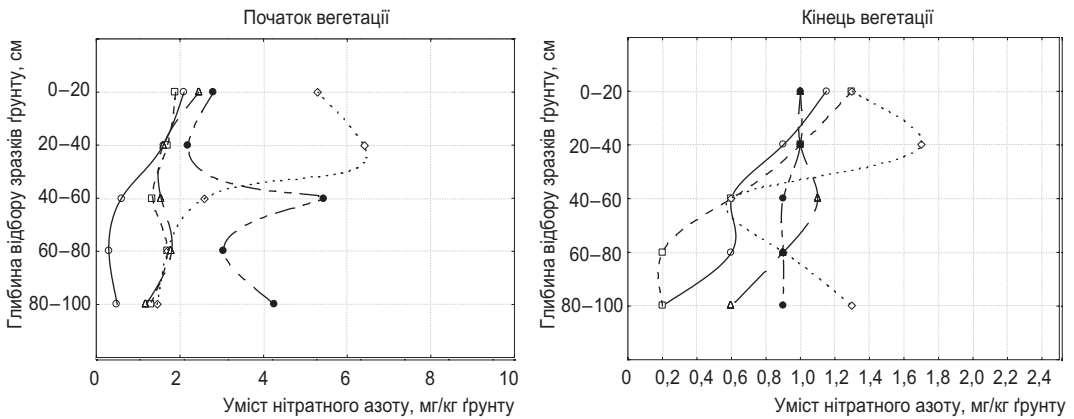 Початок вегетації
Глибина відбору зразків ґрунту, см
0–20
20–40
40–60
60–80
80–100
0 2 4 6 8 10
Уміст нітратного азоту, мг/кг ґрунту
Кінець вегетації
Глибина відбору зразків ґрунту, см
0–20
20–40
40–60
60–80
80–100
0 0,2 0,4 0,6 0,8 1,0 1,2 1,4 1,6 1,8 2,0 2,2 2,4
Уміст нітратного азоту, мг/кг ґрунту